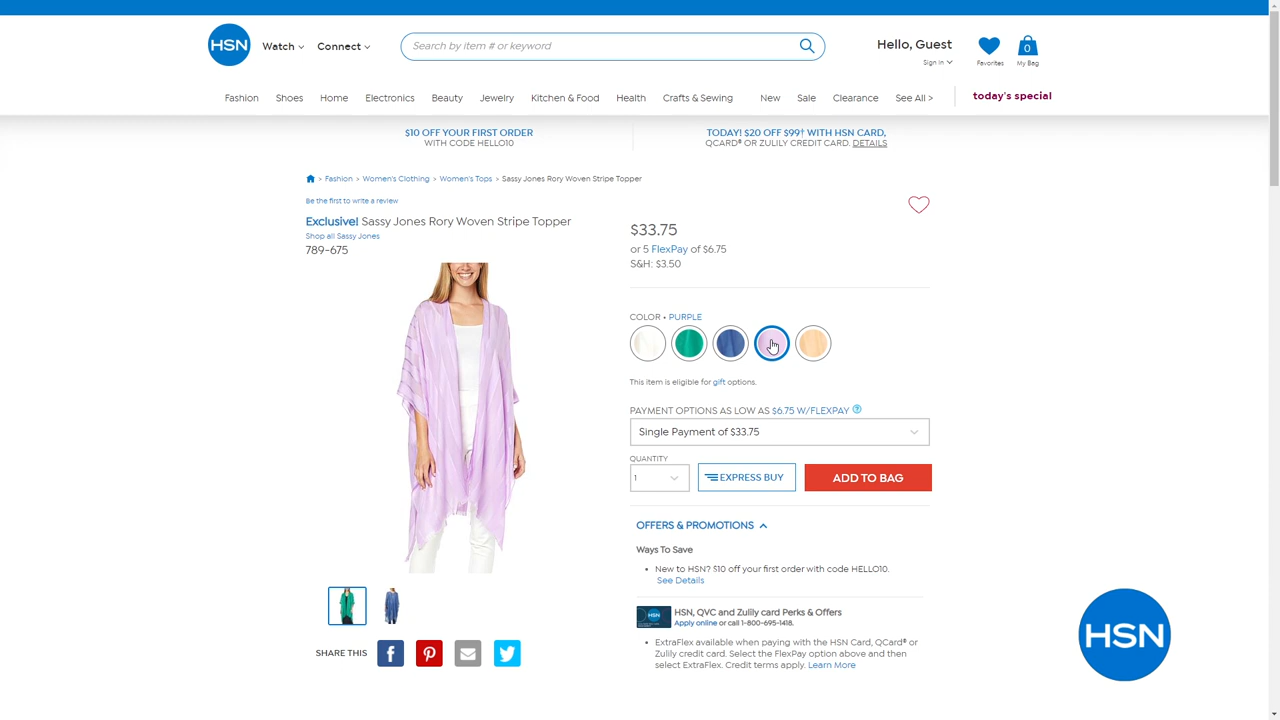 HSN
Watch
Connect
Search by item # or keyword
Hello, Guest
Sign In
Favorites
0
My Bag
Fashion
Shoes
Home
Electronics
Beauty
Jewelry
Kitchen & Food
Health
Crafts & Sewing
New
Sale
Clearance
See All >
today's special
$10 OFF YOUR FIRST ORDER
WITH CODE HELLO10
TODAY! $20 OFF $99† WITH HSN CARD,
QCARD® OR ZULILY CREDIT CARD. DETAILS
> Fashion > Women's Clothing > Women's Tops > Sassy Jones Rory Woven Stripe Topper
Be the first to write a review
Exclusive! Sassy Jones Rory Woven Stripe Topper
Shop all Sassy Jones
789-675
$33.75
or 5 FlexPay of $6.75
S&H: $3.50
COLOR • PURPLE
This item is eligible for gift options.
PAYMENT OPTIONS AS LOW AS $6.75 W/FLEXPAY ?
Single Payment of $33.75
QUANTITY
1
EXPRESS BUY
ADD TO BAG
OFFERS & PROMOTIONS
Ways To Save
• New to HSN? $10 off your first order with code HELLO10.
See Details
HSN
HSN, QVC and Zulily card Perks & Offers
Apply online or call 1-800-695-1418.
• ExtraFlex available when paying with the HSN Card, QCard® or
Zulily credit card. Select the FlexPay option above and then
select ExtraFlex. Credit terms apply. Learn More
SHARE THIS
HSN